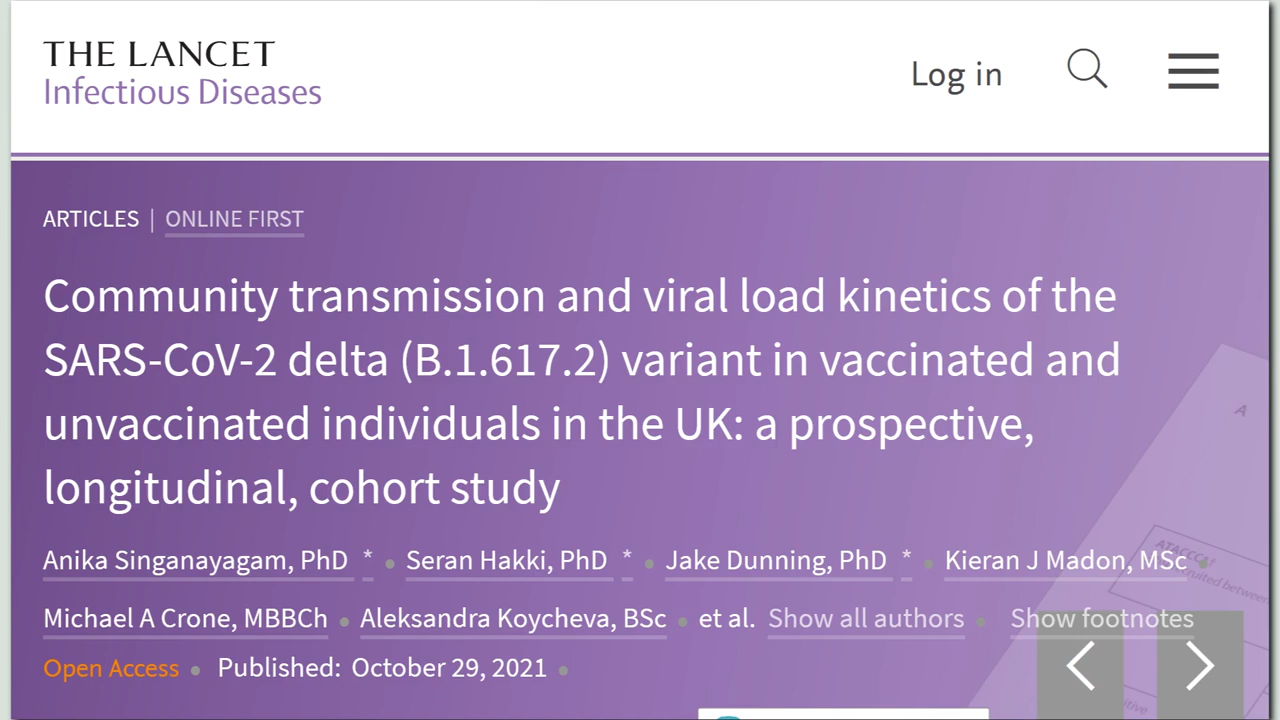 THE LANCET
Infectious Diseases
Log in
ARTICLES | ONLINE FIRST
Community transmission and viral load kinetics of the
SARS-CoV-2 delta (B.1.617.2) variant in vaccinated and
unvaccinated individuals in the UK: a prospective,
longitudinal, cohort study
Anika Singanayagam, PhD * • Seran Hakki, PhD * • Jake Dunning, PhD * • Kieran J Madon, MSc •
Michael A Crone, MBBCh • Aleksandra Koycheva, BSc • et al. Show all authors • Show footnotes
Open Access • Published: October 29, 2021 •
A